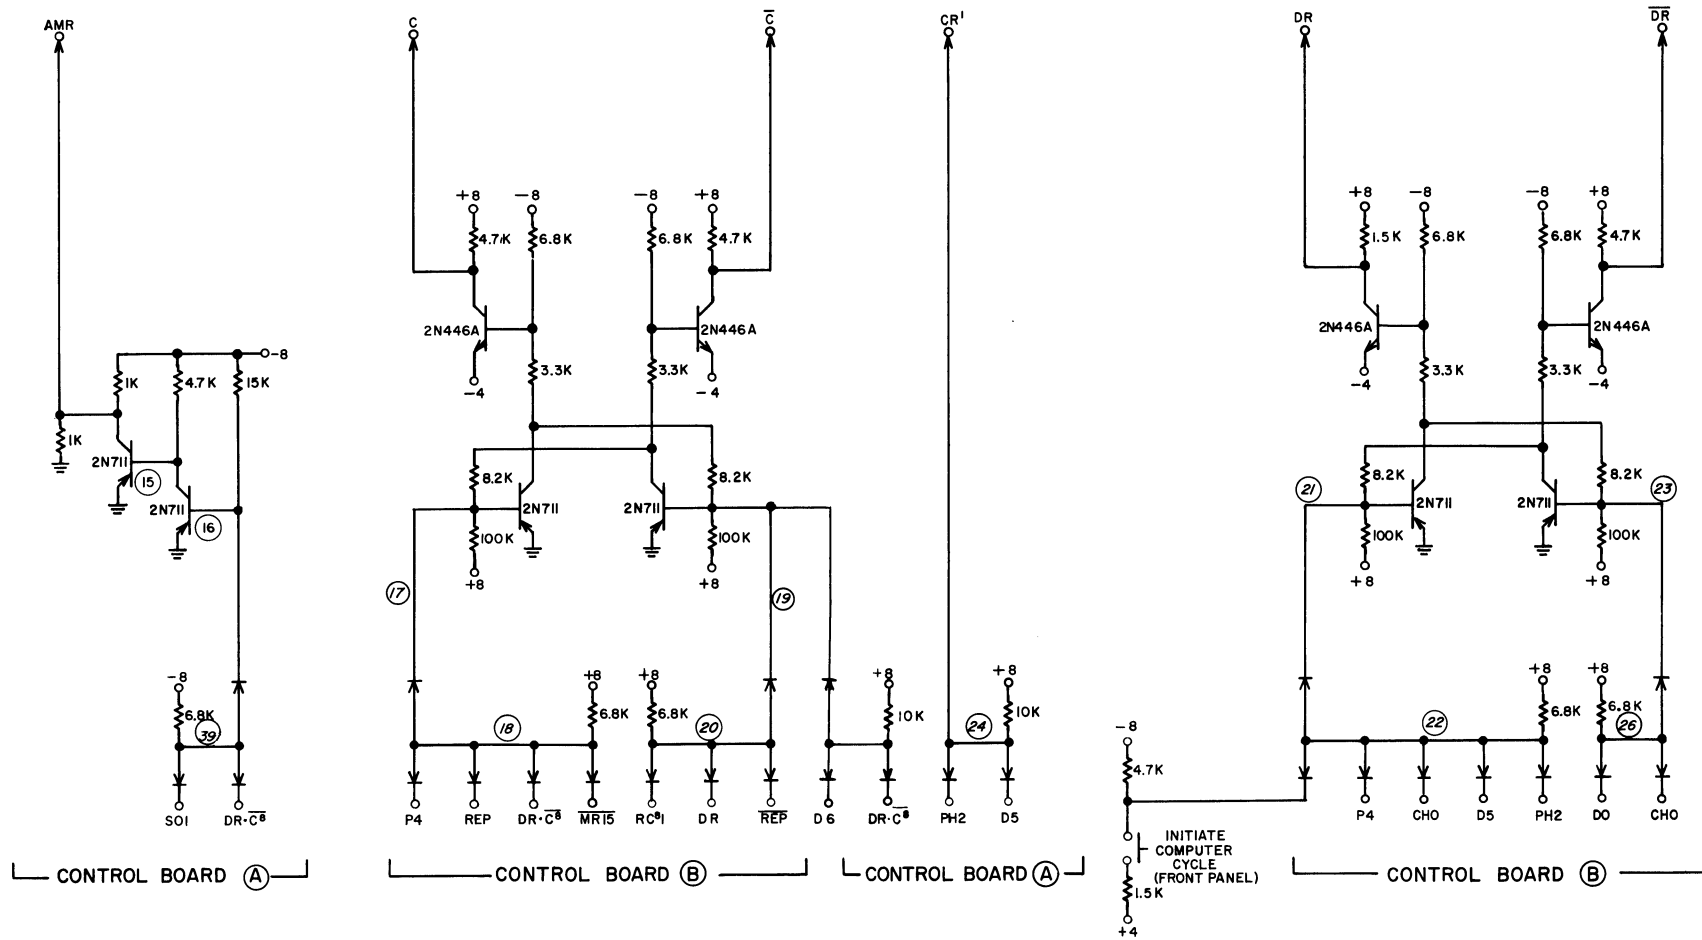 AMR
C
C̅
CR'
DR
D̅R̅
+8
-8
-8
+8
+8
-8
-8
+8
4.7K
6.8K
6.8K
4.7K
1.5K
6.8K
6.8K
4.7K
2N446A
2N446A
2N446A
2N446A
-8
1K
4.7K
15K
-4
3.3K
3.3K
-4
-4
3.3K
3.3K
-4
1K
2N711
15
2N711
16
8.2K
8.2K
2N711
2N711
100K
100K
+8
+8
21
8.2K
8.2K
23
2N711
2N711
100K
100K
+8
+8
17
19
-8
6.8K
39
+8
6.8K
18
+8
6.8K
20
+8
10K
24
+8
10K
+8
6.8K
22
+8
6.8K
26
-8
4.7K
SO1
DR·C̅⁸
P4
REP
DR·C̅⁸
M̅R̅1̅5̅
RC⁸1
DR
R̅E̅P̅
D6
DR·C̅⁸
PH2
D5
P4
CHO
D5
PH2
DO
CHO
INITIATE
COMPUTER
CYCLE
(FRONT PANEL)
1.5K
+4
CONTROL BOARD A
CONTROL BOARD B
CONTROL BOARD A
CONTROL BOARD B